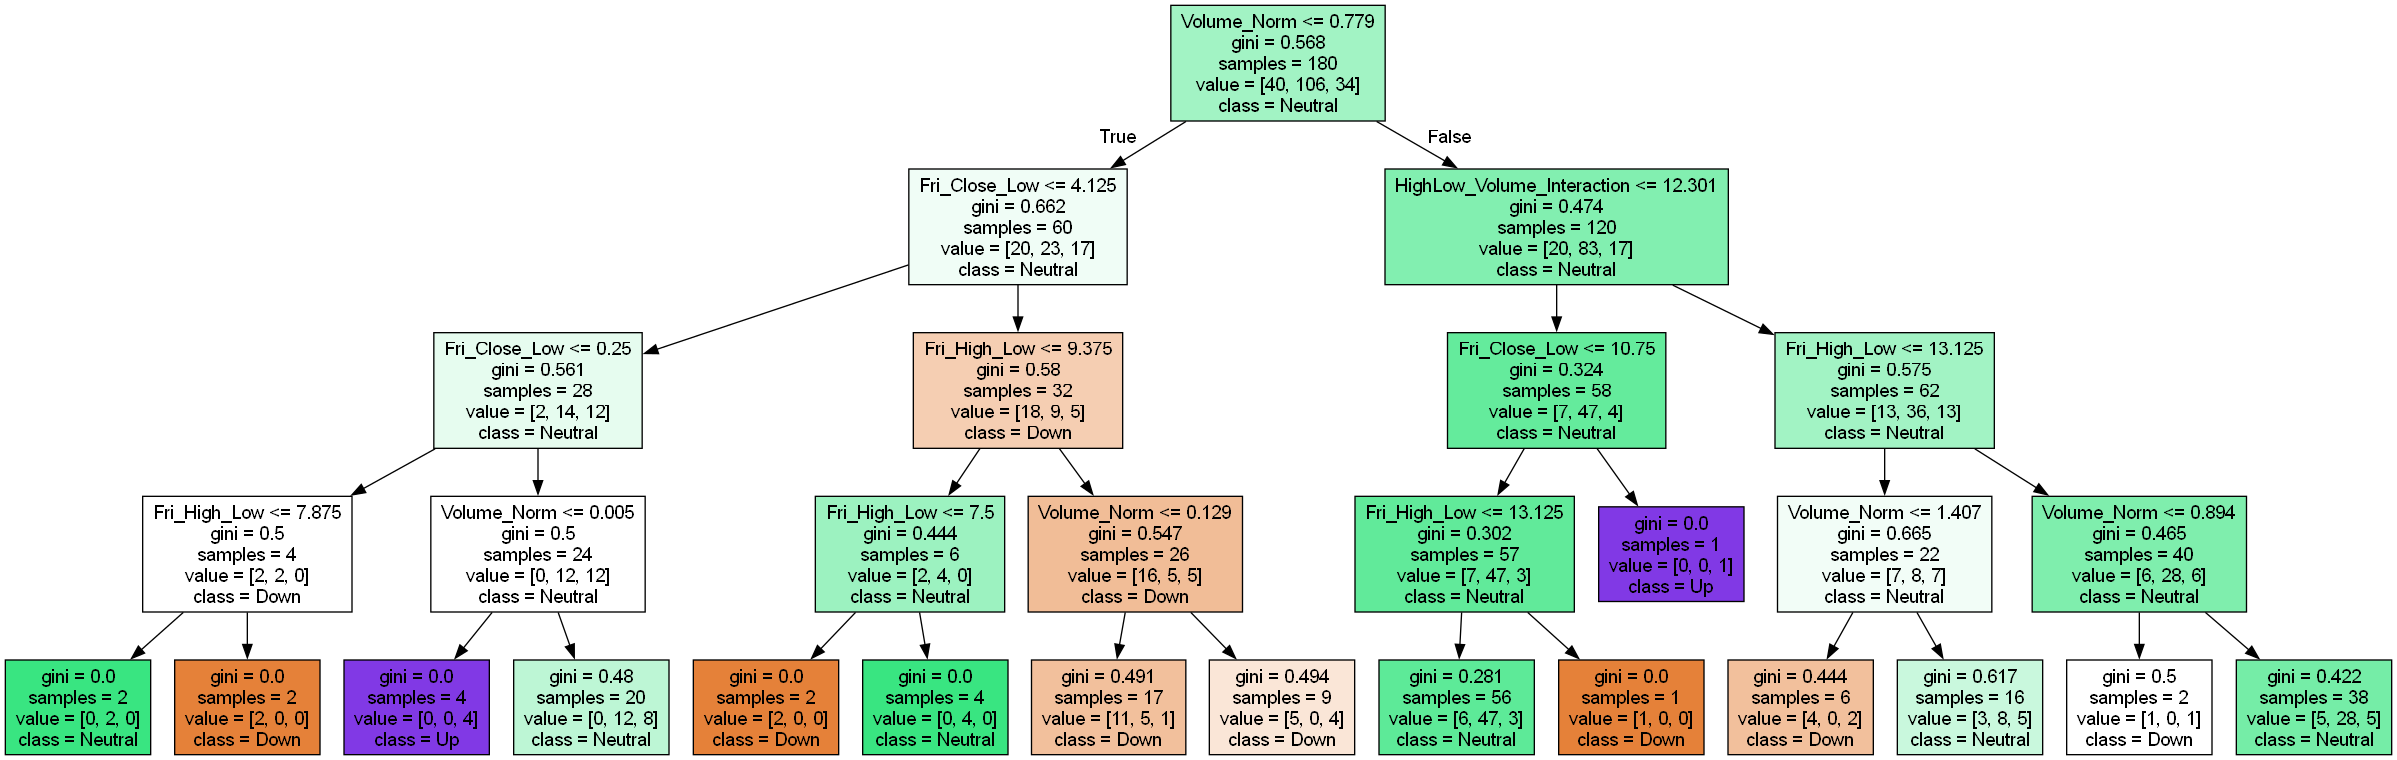 Volume_Norm <= 0.779
gini = 0.568
samples = 180
value = [40, 106, 34]
class = Neutral
True
False
Fri_Close_Low <= 4.125
gini = 0.662
samples = 60
value = [20, 23, 17]
class = Neutral
HighLow_Volume_Interaction <= 12.301
gini = 0.474
samples = 120
value = [20, 83, 17]
class = Neutral
Fri_Close_Low <= 0.25
gini = 0.561
samples = 28
value = [2, 14, 12]
class = Neutral
Fri_High_Low <= 9.375
gini = 0.58
samples = 32
value = [18, 9, 5]
class = Down
Fri_Close_Low <= 10.75
gini = 0.324
samples = 58
value = [7, 47, 4]
class = Neutral
Fri_High_Low <= 13.125
gini = 0.575
samples = 62
value = [13, 36, 13]
class = Neutral
Fri_High_Low <= 7.875
gini = 0.5
samples = 4
value = [2, 2, 0]
class = Down
Volume_Norm <= 0.005
gini = 0.5
samples = 24
value = [0, 12, 12]
class = Neutral
Fri_High_Low <= 7.5
gini = 0.444
samples = 6
value = [2, 4, 0]
class = Neutral
Volume_Norm <= 0.129
gini = 0.547
samples = 26
value = [16, 5, 5]
class = Down
Fri_High_Low <= 13.125
gini = 0.302
samples = 57
value = [7, 47, 3]
class = Neutral
gini = 0.0
samples = 1
value = [0, 0, 1]
class = Up
Volume_Norm <= 1.407
gini = 0.665
samples = 22
value = [7, 8, 7]
class = Neutral
Volume_Norm <= 0.894
gini = 0.465
samples = 40
value = [6, 28, 6]
class = Neutral
gini = 0.0
samples = 2
value = [0, 2, 0]
class = Neutral
gini = 0.0
samples = 2
value = [2, 0, 0]
class = Down
gini = 0.0
samples = 4
value = [0, 0, 4]
class = Up
gini = 0.48
samples = 20
value = [0, 12, 8]
class = Neutral
gini = 0.0
samples = 2
value = [2, 0, 0]
class = Down
gini = 0.0
samples = 4
value = [0, 4, 0]
class = Neutral
gini = 0.491
samples = 17
value = [11, 5, 1]
class = Down
gini = 0.494
samples = 9
value = [5, 0, 4]
class = Down
gini = 0.281
samples = 56
value = [6, 47, 3]
class = Neutral
gini = 0.0
samples = 1
value = [1, 0, 0]
class = Down
gini = 0.444
samples = 6
value = [4, 0, 2]
class = Down
gini = 0.617
samples = 16
value = [3, 8, 5]
class = Neutral
gini = 0.5
samples = 2
value = [1, 0, 1]
class = Down
gini = 0.422
samples = 38
value = [5, 28, 5]
class = Neutral